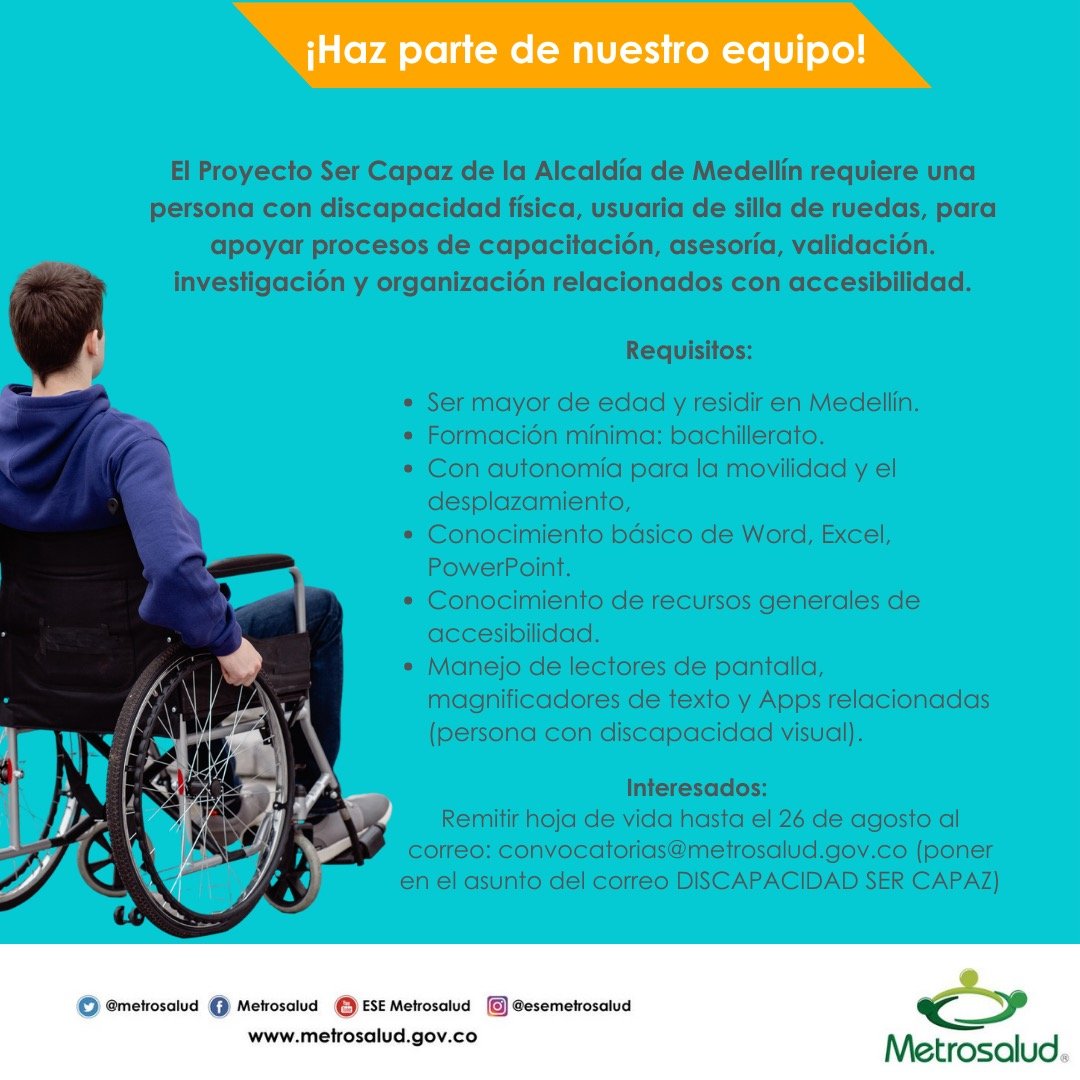 ¡Haz parte de nuestro equipo!
El Proyecto Ser Capaz de la Alcaldía de Medellín requiere una
persona con discapacidad física, usuaria de silla de ruedas, para
apoyar procesos de capacitación, asesoría, validación.
investigación y organización relacionados con accesibilidad.
Requisitos:
• Ser mayor de edad y residir en Medellín.
• Formación mínima: bachillerato.
• Con autonomía para la movilidad y el
desplazamiento,
• Conocimiento básico de Word, Excel,
PowerPoint.
• Conocimiento de recursos generales de
accesibilidad.
• Manejo de lectores de pantalla,
magnificadores de texto y Apps relacionadas
(persona con discapacidad visual).
Interesados:
Remitir hoja de vida hasta el 26 de agosto al
correo: convocatorias@metrosalud.gov.co (poner
en el asunto del correo DISCAPACIDAD SER CAPAZ)
@metrosalud Metrosalud ESE Metrosalud @esemetrosalud
www.metrosalud.gov.co
Metrosalud®